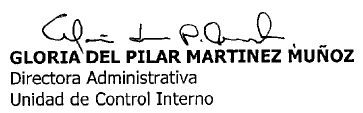 GLORIA DEL PILAR MARTINEZ MUÑOZ
Directora Administrativa
Unidad de Control Interno